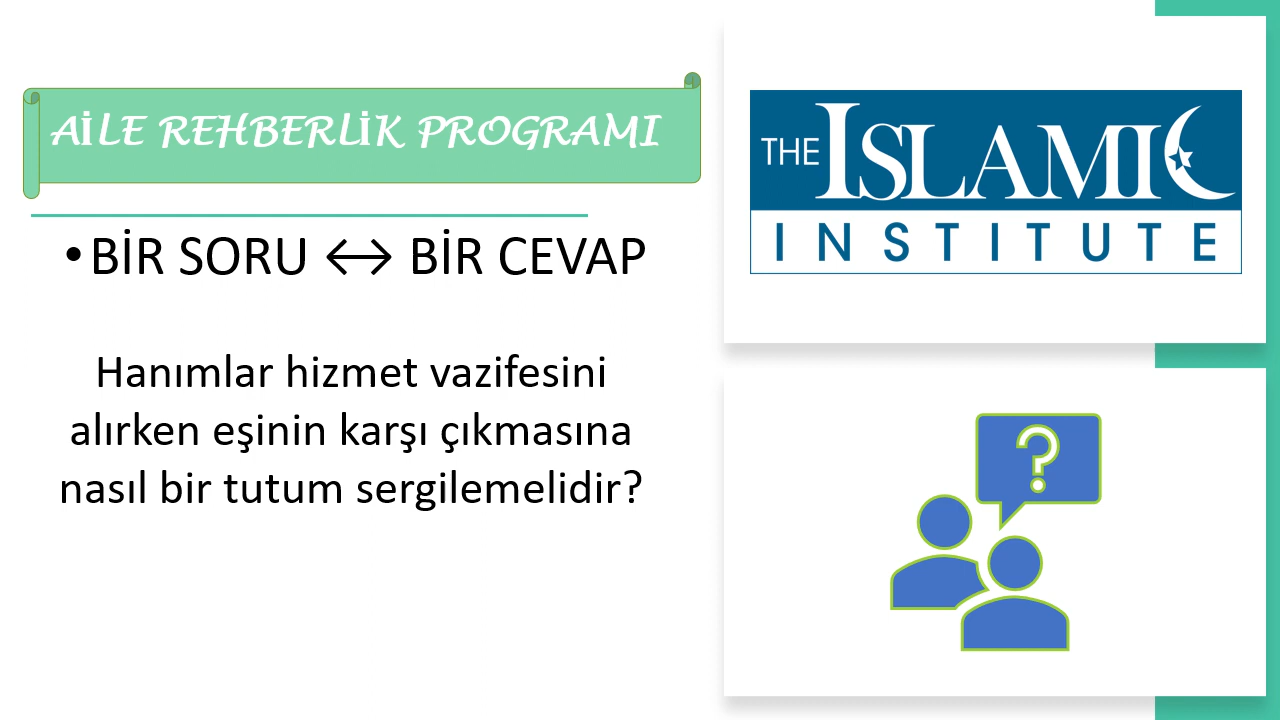 AİLE REHBERLİK PROGRAMI
• BİR SORU ↔ BİR CEVAP
Hanımlar hizmet vazifesini
alırken eşinin karşı çıkmasına
nasıl bir tutum sergilemelidir?
THE ISLAMIC
INSTITUTE
?